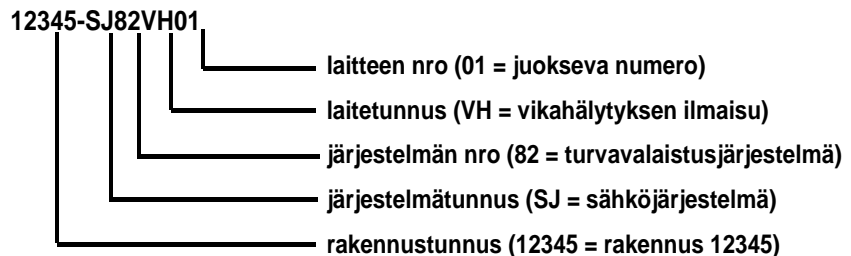 12345-SJ82VH01
laitteen nro (01 = juokseva numero)
laitetunnus (VH = vikahälytyksen ilmaisu)
järjestelmän nro (82 = turvavalaistusjärjestelmä)
järjestelmätunnus (SJ = sähköjärjestelmä)
rakennustunnus (12345 = rakennus 12345)